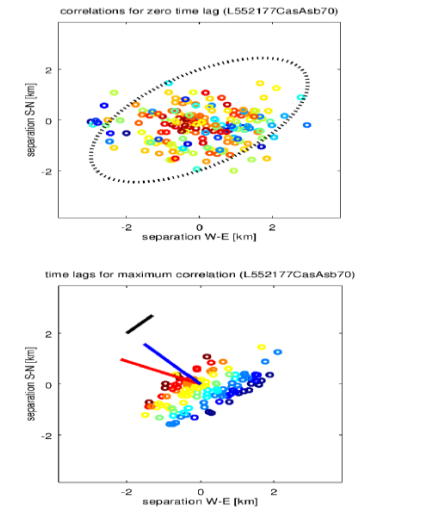 correlations for zero time lag (L552177CasAsb70)
separation S-N [km]
2
0
-2
-2 0 2
separation W-E [km]
time lags for maximum correlation (L552177CasAsb70)
separation S-N [km]
2
0
-2
-2 0 2
separation W-E [km]